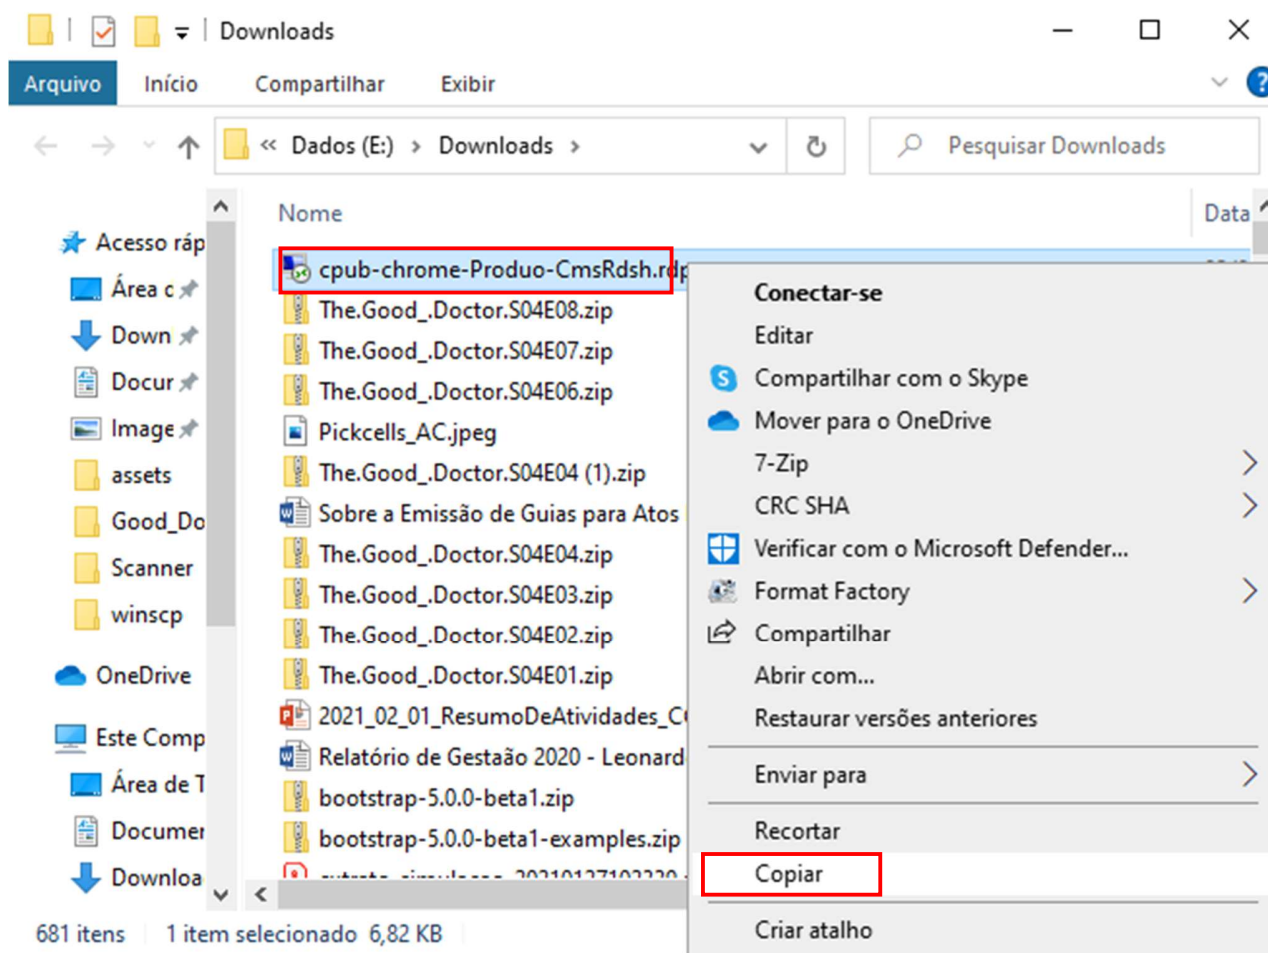 Downloads
Arquivo Início Compartilhar Exibir
« Dados (E:) > Downloads > Pesquisar Downloads
Acesso ráp
Área d
Down
Docur
Image
assets
Good_Do
Scanner
winscp
OneDrive
Este Comp
Área de T
Documer
Downloa
Nome Data
cpub-chrome-Produo-CmsRdsh.rdp
The.Good_.Doctor.S04E08.zip
The.Good_.Doctor.S04E07.zip
The.Good_.Doctor.S04E06.zip
Pickcells_AC.jpeg
The.Good_.Doctor.S04E04 (1).zip
Sobre a Emissão de Guias para Atos
The.Good_.Doctor.S04E04.zip
The.Good_.Doctor.S04E03.zip
The.Good_.Doctor.S04E02.zip
The.Good_.Doctor.S04E01.zip
2021_02_01_ResumoDeAtividades_C
Relatório de Gestaão 2020 - Leonard
bootstrap-5.0.0-beta1.zip
bootstrap-5.0.0-beta1-examples.zip
Conectar-se
Editar
Compartilhar com o Skype
Mover para o OneDrive
7-Zip
CRC SHA
Verificar com o Microsoft Defender...
Format Factory
Compartilhar
Abrir com...
Restaurar versões anteriores
Enviar para
Recortar
Copiar
Criar atalho
681 itens 1 item selecionado 6,82 KB